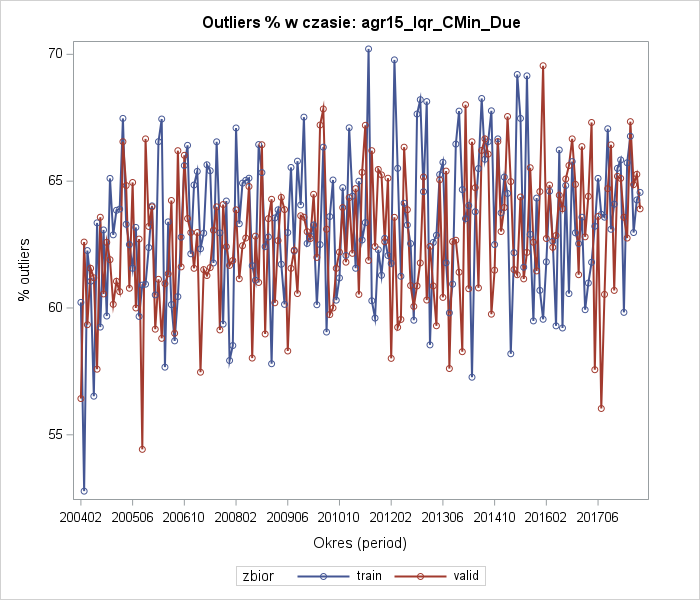 Outliers % w czasie: agr15_Iqr_CMin_Due
70
65
60
55
% outliers
200402 200506 200610 200802 200906 201010 201202 201306 201410 201602 201706
Okres (period)
zbior train valid